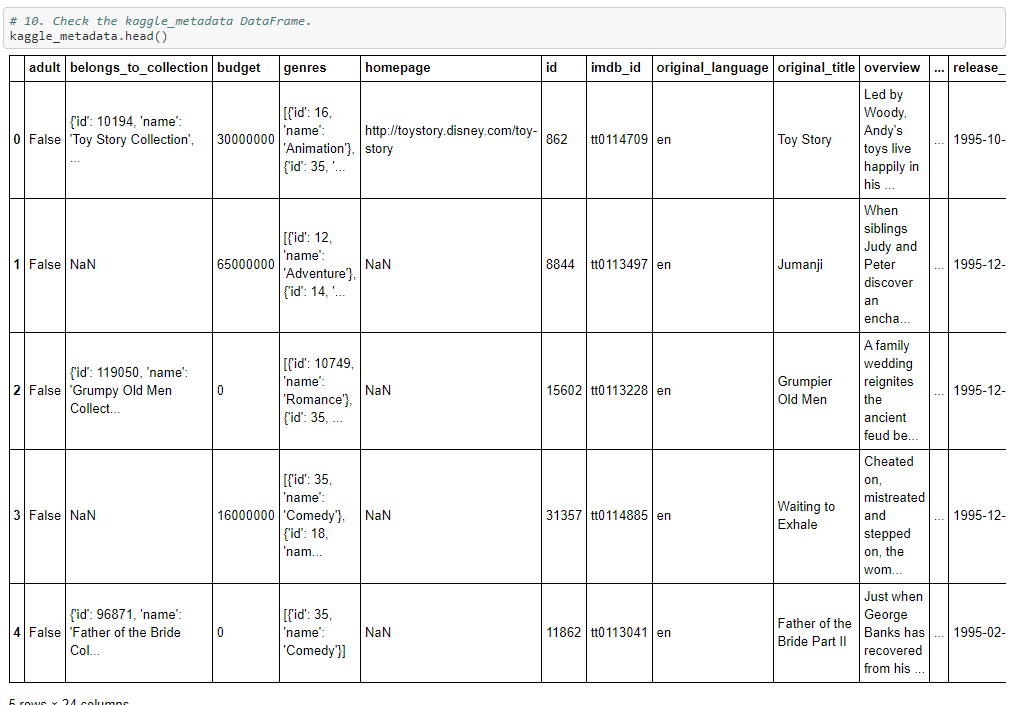 # 10. Check the kaggle_metadata DataFrame.
kaggle_metadata.head()
adult belongs_to_collection budget genres homepage id imdb_id original_language original_title overview ... release_
0 False {'id': 10194, 'name': 'Toy Story Collection', ... 30000000 [{'id': 16, 'name': 'Animation'}, {'id': 35, '... http://toystory.disney.com/toy-story 862 tt0114709 en Toy Story Led by Woody, Andy's toys live happily in his ... ... 1995-10-
1 False NaN 65000000 [{'id': 12, 'name': 'Adventure'}, {'id': 14, '... NaN 8844 tt0113497 en Jumanji When siblings Judy and Peter discover an encha... ... 1995-12-
2 False {'id': 119050, 'name': 'Grumpy Old Men Collect... 0 [{'id': 10749, 'name': 'Romance'}, {'id': 35, ... NaN 15602 tt0113228 en Grumpier Old Men A family wedding reignites the ancient feud be... ... 1995-12-
3 False NaN 16000000 [{'id': 35, 'name': 'Comedy'}, {'id': 18, 'nam... NaN 31357 tt0114885 en Waiting to Exhale Cheated on, mistreated and stepped on, the wom... ... 1995-12-
4 False {'id': 96871, 'name': 'Father of the Bride Col... 0 [{'id': 35, 'name': 'Comedy'}] NaN 11862 tt0113041 en Father of the Bride Part II Just when George Banks has recovered from his ... ... 1995-02-
5 rows × 24 columns